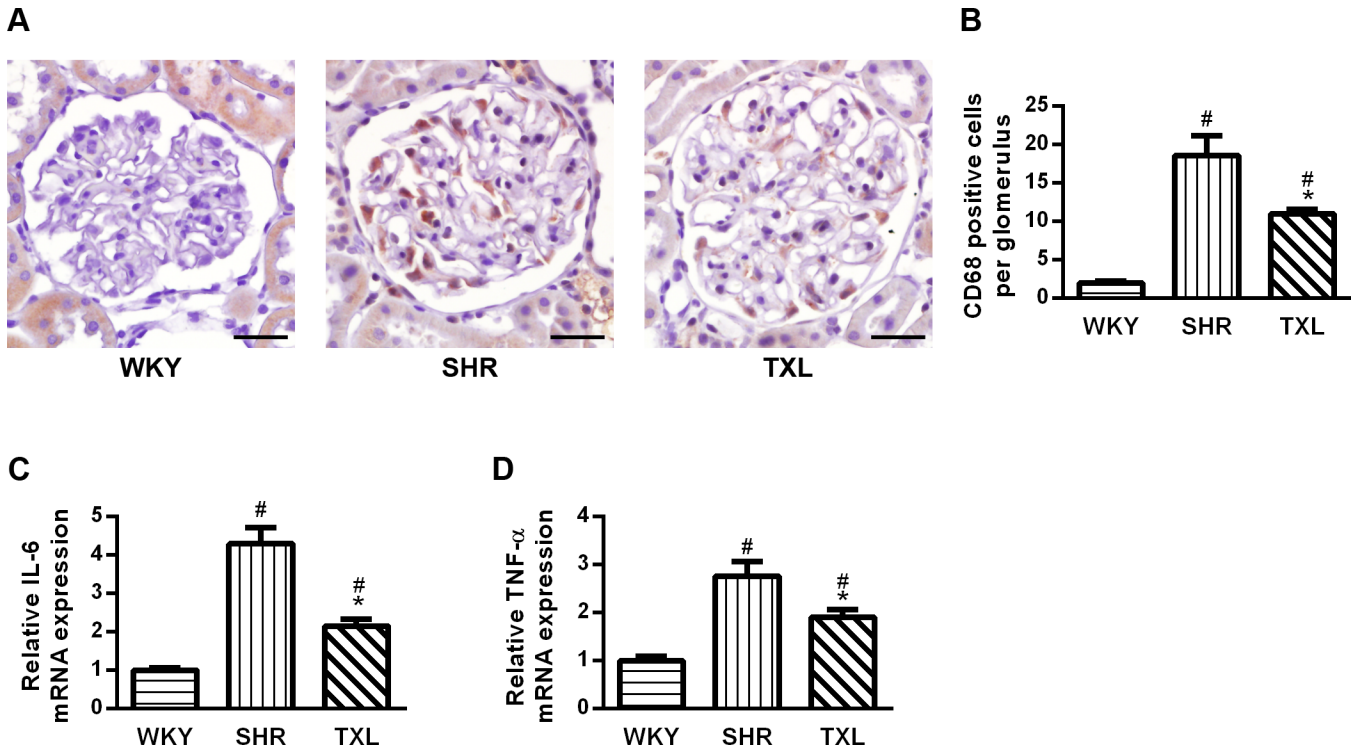 A
WKY
SHR
TXL
B
CD68 positive cells
per glomerulus
25
20
15
10
5
0
#
#
*
WKY
SHR
TXL
C
Relative IL-6
mRNA expression
5
4
3
2
1
0
#
#
*
WKY
SHR
TXL
D
Relative TNF-α
mRNA expression
4
3
2
1
0
#
#
*
WKY
SHR
TXL